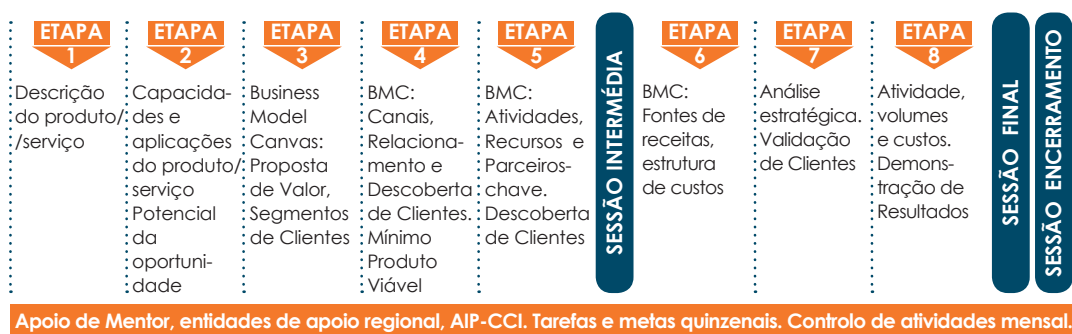 ETAPA
1
Descrição
do produto/
/serviço
ETAPA
2
Capacida-
des e
aplicações
do produto/
serviço
Potencial
da
oportuni-
dade
ETAPA
3
Business
Model
Canvas:
Proposta
de Valor,
Segmentos
de Clientes
ETAPA
4
BMC:
Canais,
Relaciona-
mento e
Descoberta
de Clientes.
Mínimo
Produto
Viável
ETAPA
5
BMC:
Atividades,
Recursos e
Parceiros-
chave.
Descoberta
de Clientes
SESSÃO INTERMÉDIA
ETAPA
6
BMC:
Fontes de
receitas,
estrutura
de custos
ETAPA
7
Análise
estratégica.
Validação
de Clientes
ETAPA
8
Atividade,
volumes
e custos.
Demons-
tração de
Resultados
SESSÃO FINAL
SESSÃO ENCERRAMENTO
Apoio de Mentor, entidades de apoio regional, AIP-CCI. Tarefas e metas quinzenais. Controlo de atividades mensal.